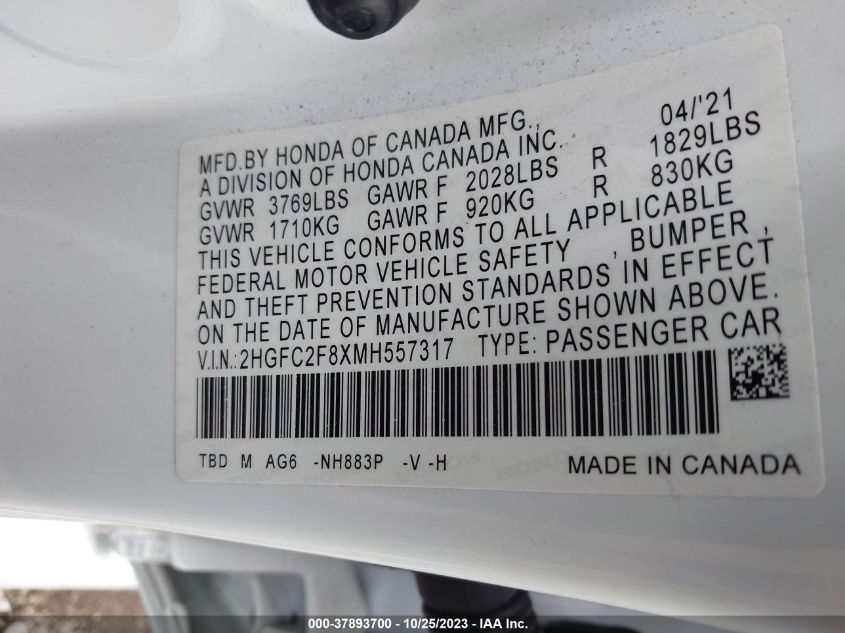 04/'21
MFD.BY HONDA OF CANADA MFG.,
A DIVISION OF HONDA CANADA INC.
GVWR 3769LBS GAWR F 2028LBS R 1829LBS
GVWR 1710KG GAWR F 920KG R 830KG
THIS VEHICLE CONFORMS TO ALL APPLICABLE
FEDERAL MOTOR VEHICLE SAFETY , BUMPER ,
AND THEFT PREVENTION STANDARDS IN EFFECT
ON THE DATE OF MANUFACTURE SHOWN ABOVE.
V.I.N.: 2HGFC2F8XMH557317 TYPE: PASSENGER CAR
TBD M AG6 -NH883P -V -H MADE IN CANADA
000-37893700 - 10/25/2023 - IAA Inc.